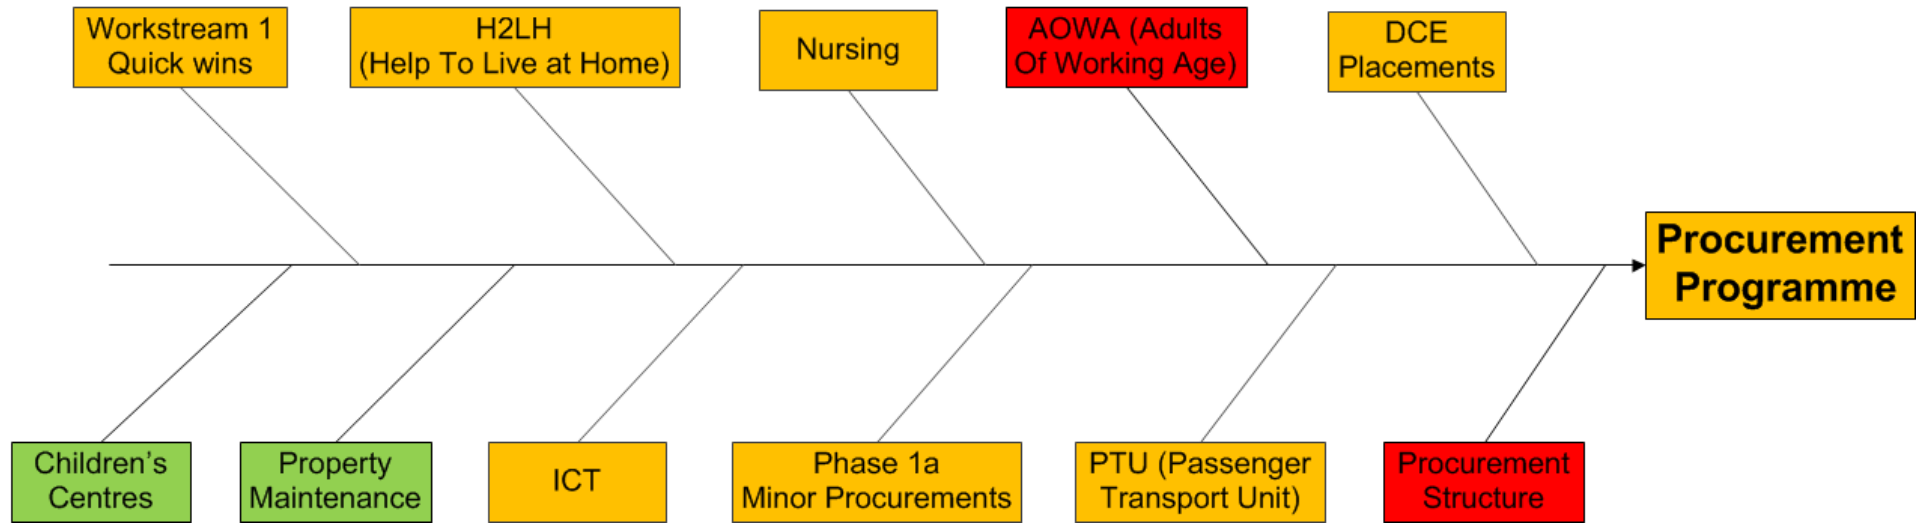 Workstream 1
Quick wins
H2LH
(Help To Live at Home)
Nursing
AOWA (Adults
Of Working Age)
DCE
Placements
Procurement
Programme
Children's
Centres
Property
Maintenance
ICT
Phase 1a
Minor Procurements
PTU (Passenger
Transport Unit)
Procurement
Structure